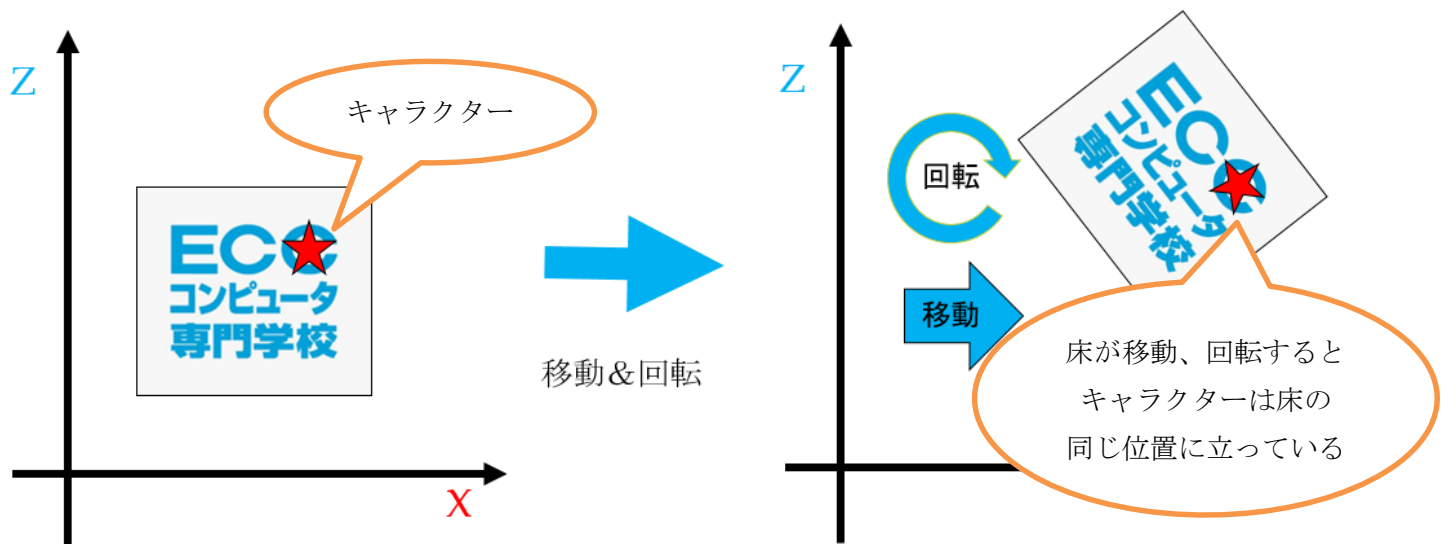 Z
キャラクター
ECC
コンピュータ
専門学校
X
移動＆回転
Z
回転
移動
ECC
コンピュータ
専門学校
床が移動、回転すると
キャラクターは床の
同じ位置に立っている